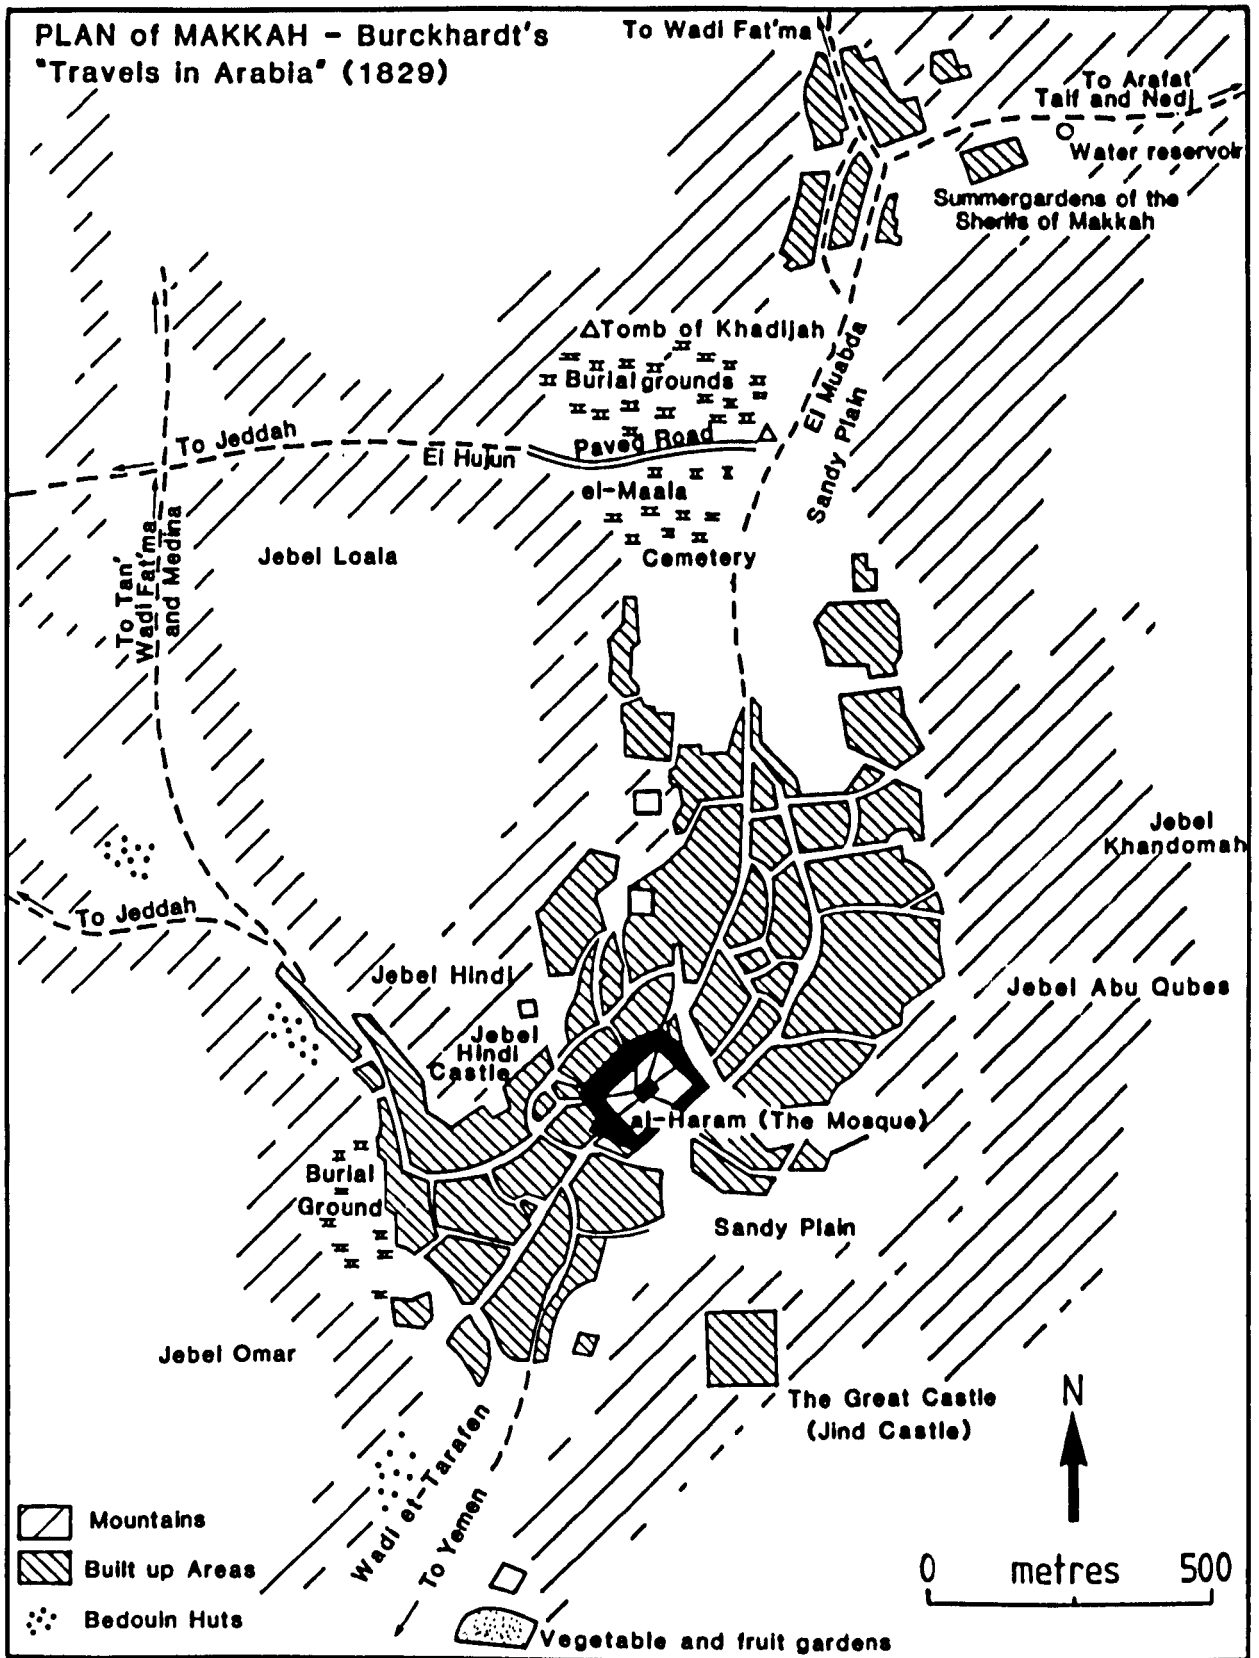 PLAN of MAKKAH - Burckhardt's
"Travels in Arabia" (1829)
To Wadi Fat'ma
To Arafat
Taif and Nedj
Water reservoir
Summergardens of the
Sherifs of Makkah
Tomb of Khadijah
Burial grounds
El Muabda
Sandy Plain
To Jeddah
El Hujun
Paved Road
el-Maala
Cemetery
Jebel Loala
To Tan'
Wadi Fat'ma
and Medina
Jebel
Khandomah
To Jeddah
Jebel Hindi
Jebel Abu Qubes
Jebel
Hindi
Castle
al-Haram (The Mosque)
Burial
Ground
Sandy Plain
Jebel Omar
The Great Castle
(Jind Castle)
N
Wadi et-Tarafen
To Yemen
Mountains
Built up Areas
Bedouin Huts
0 metres 500
Vegetable and fruit gardens